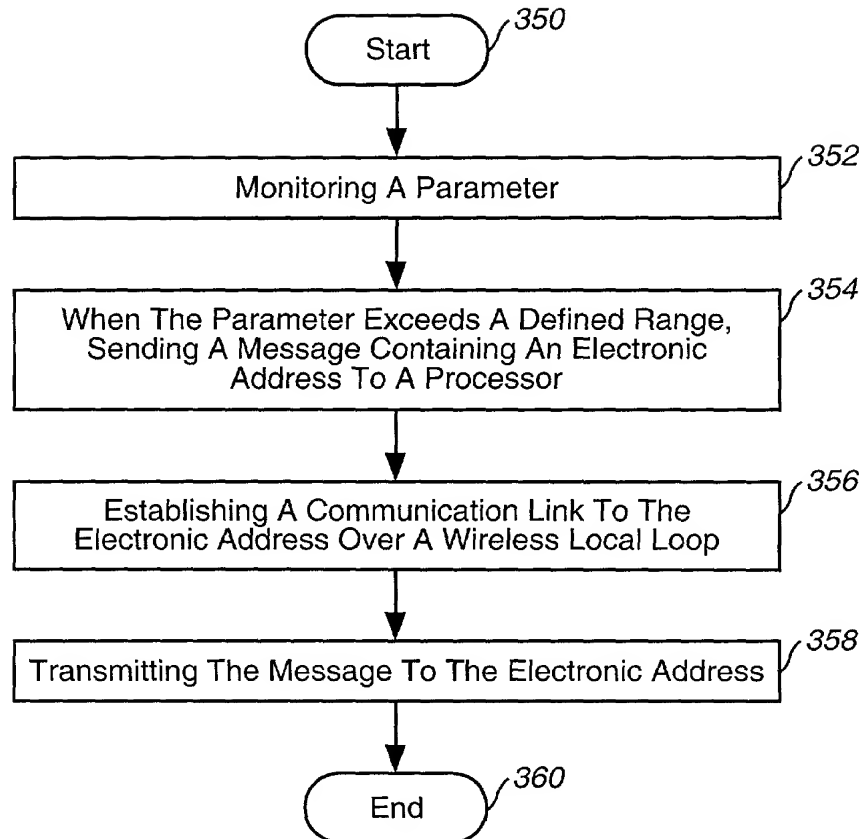 350
Start
352
Monitoring A Parameter
354
When The Parameter Exceeds A Defined Range,
Sending A Message Containing An Electronic
Address To A Processor
356
Establishing A Communication Link To The
Electronic Address Over A Wireless Local Loop
358
Transmitting The Message To The Electronic Address
360
End